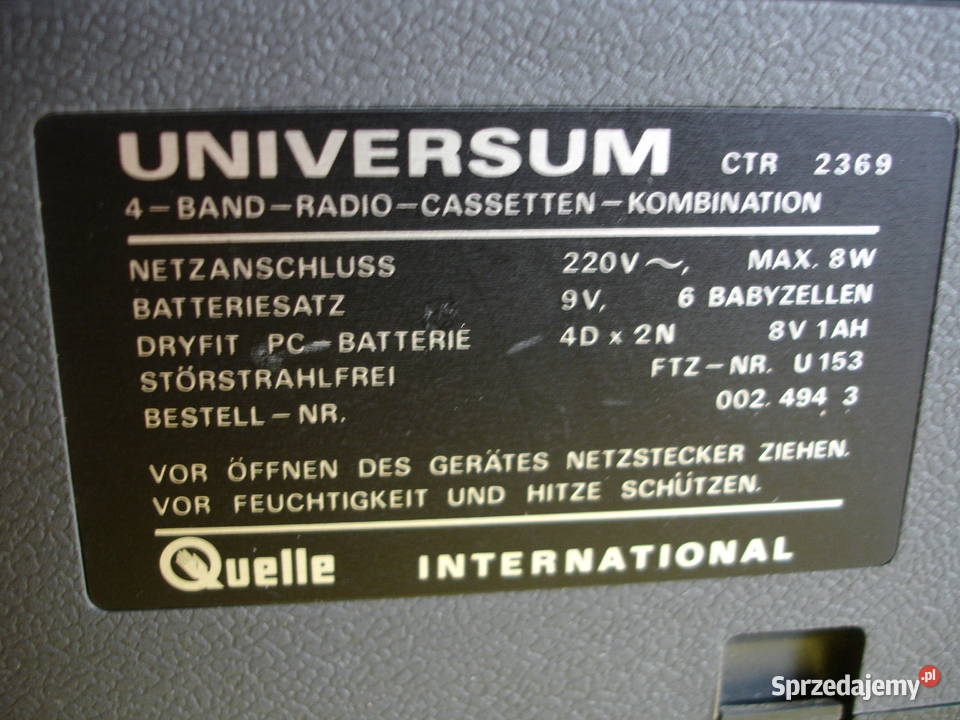 UNIVERSUM CTR 2369
4-BAND-RADIO-CASSETTEN-KOMBINATION
NETZANSCHLUSS 220V~, MAX. 8W
BATTERIESATZ 9V, 6 BABYZELLEN
DRYFIT PC-BATTERIE 4D x 2N 8V 1AH
STÖRSTRAHLFREI FTZ-NR. U 153
BESTELL-NR. 002.494 3
VOR ÖFFNEN DES GERÄTES NETZSTECKER ZIEHEN.
VOR FEUCHTIGKEIT UND HITZE SCHÜTZEN.
Quelle INTERNATIONAL
Sprzedajemy.pl